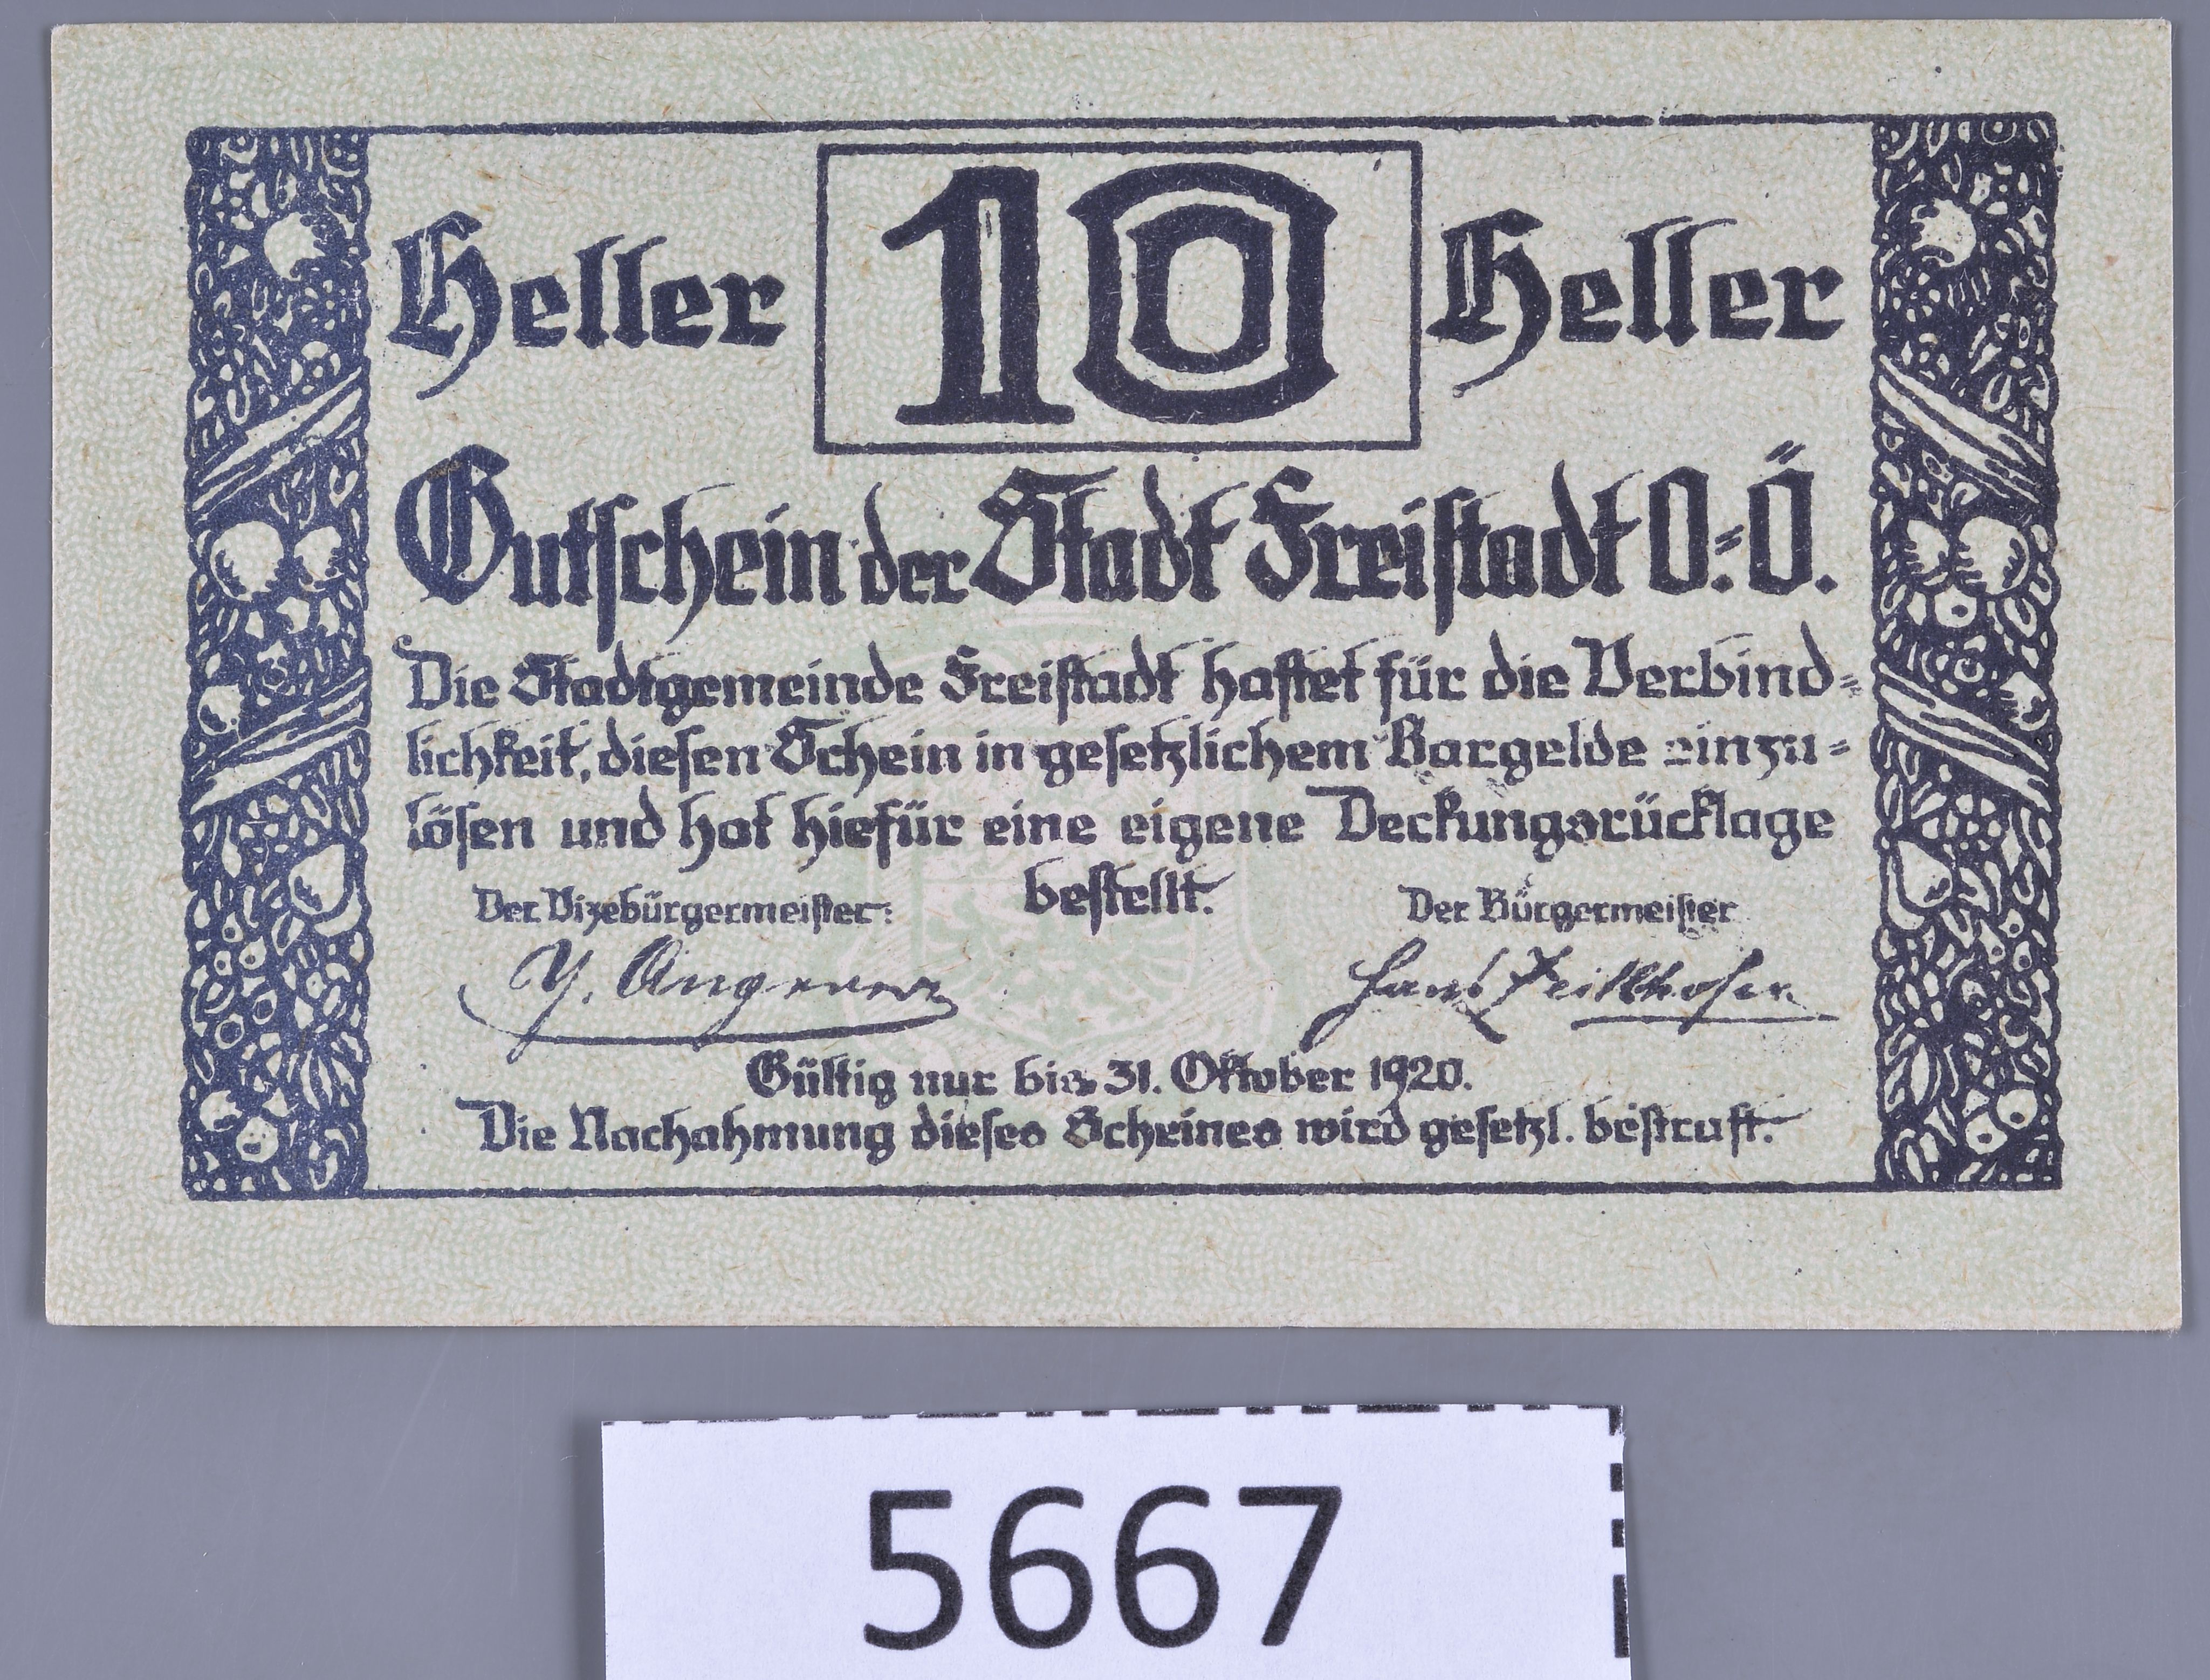 Heller 10 Heller
Gutschein der Stadt Freistadt O.=Ö.
Die Stadtgemeinde Freistadt haftet für die Verbind=
lichkeit, diesen Schein in gesetzlichem Bargelde einzu=
lösen und hat hiefür eine eigene Deckungsrücklage
bestellt.
Der Vizebürgermeister:
Der Bürgermeister
Hans
Gültig nur bis 31. Oktober 1920.
Die Nachahmung dieses Scheines wird gesetzl. bestraft.
5667